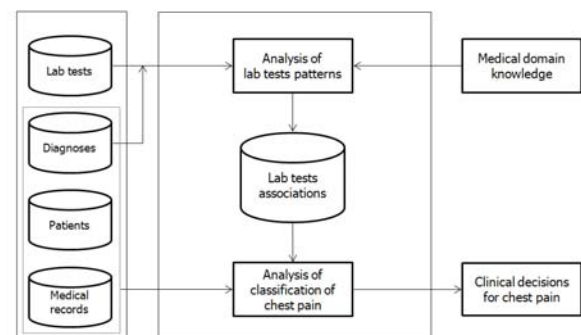 Lab tests
Diagnoses
Patients
Medical
records
Analysis of
lab tests patterns
Lab tests
associations
Analysis of
classification of
chest pain
Medical domain
knowledge
Clinical decisions
for chest pain